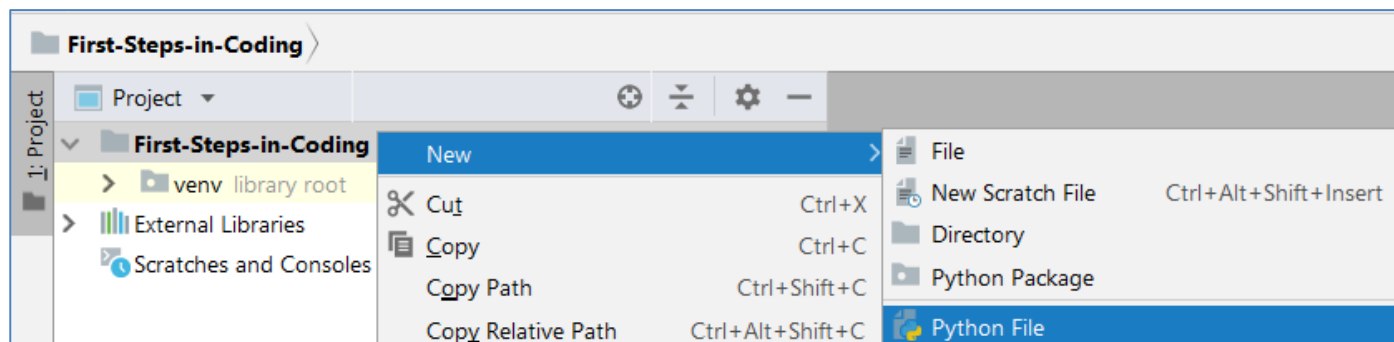 First-Steps-in-Coding
1: Project
Project
First-Steps-in-Coding
venv library root
External Libraries
Scratches and Consoles
New
Cut Ctrl+X
Copy Ctrl+C
Copy Path Ctrl+Shift+C
Copy Relative Path Ctrl+Alt+Shift+C
File
New Scratch File Ctrl+Alt+Shift+Insert
Directory
Python Package
Python File